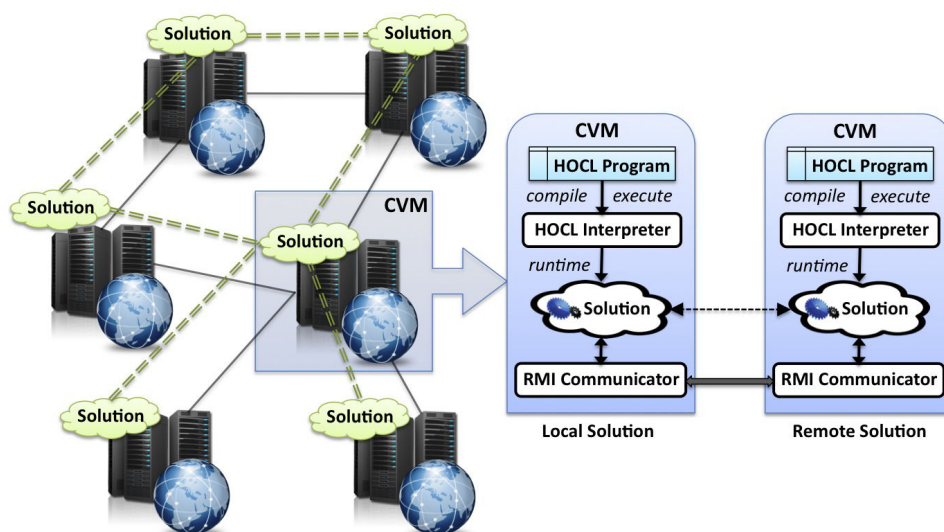 Solution
Solution
Solution
Solution
CVM
Solution
Solution
CVM
HOCL Program
compile
execute
HOCL Interpreter
runtime
Solution
RMI Communicator
Local Solution
CVM
HOCL Program
compile
execute
HOCL Interpreter
runtime
Solution
RMI Communicator
Remote Solution